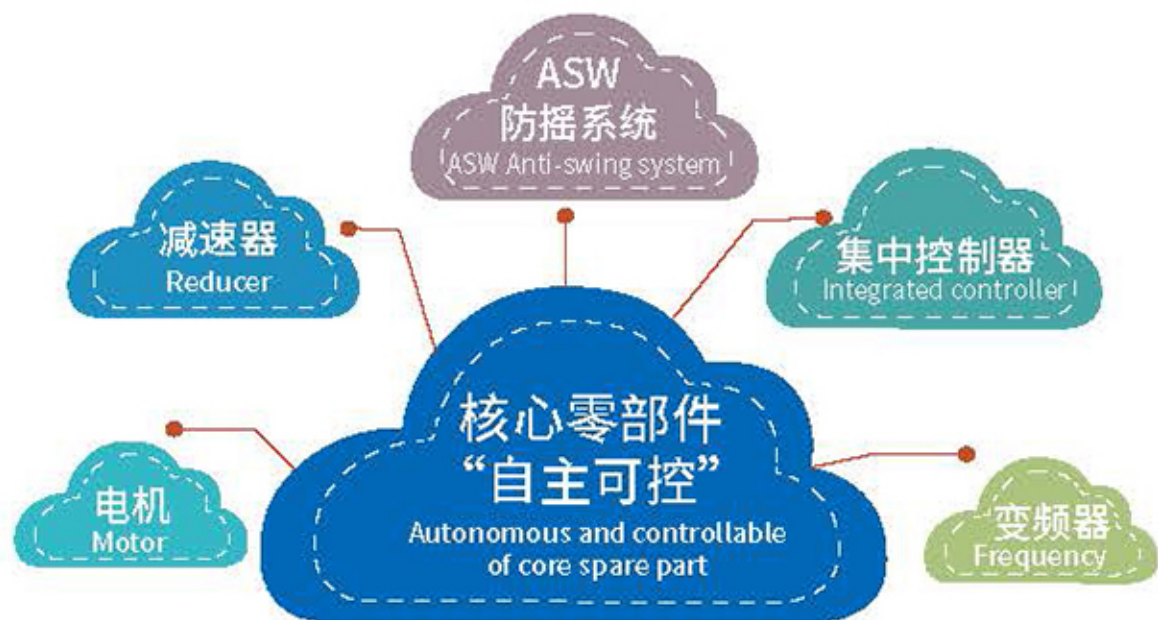 ASW
防摇系统
ASW Anti-swing system
减速器
Reducer
集中控制器
Integrated controller
核心零部件
“自主可控”
Autonomous and controllable
of core spare part
电机
Motor
变频器
Frequency